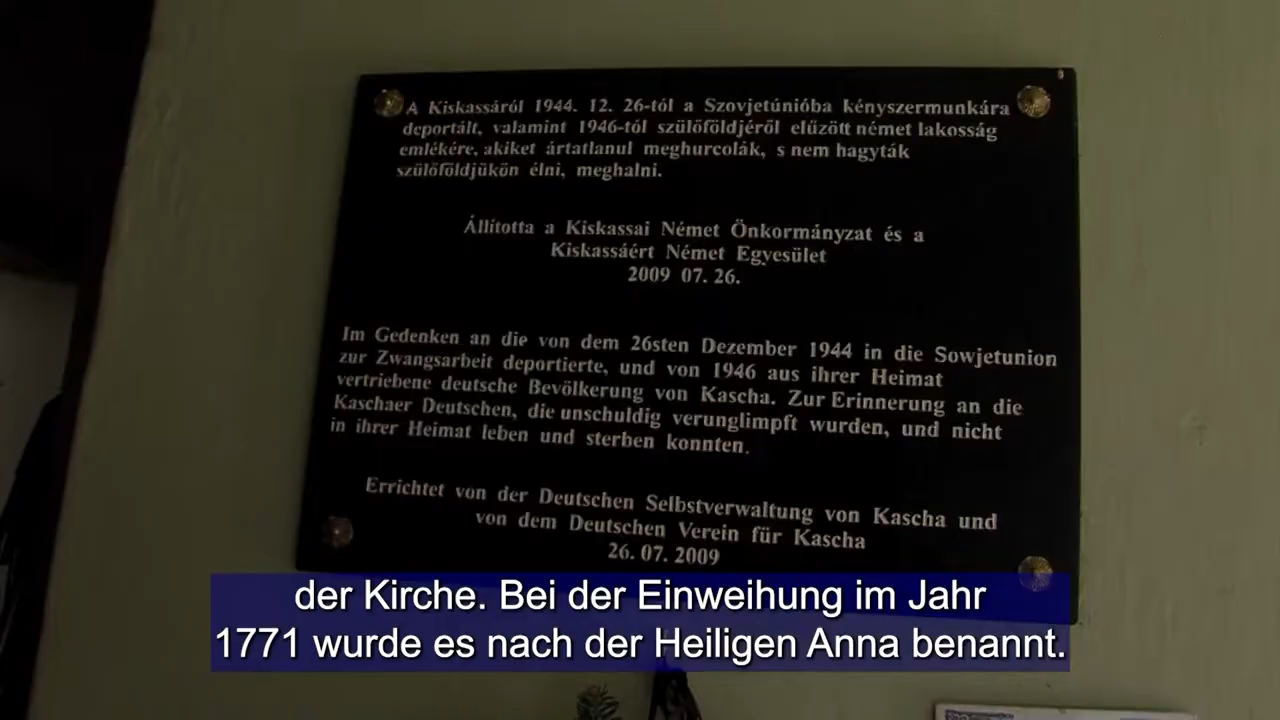 A Kiskassáról 1944. 12. 26-tól a Szovjetúnióba kényszermunkára
deportált, valamint 1946-tól szülőföldjéről elűzött német lakosság
emlékére, akiket ártatlanul meghurcolák, s nem hagyták
szülőföldjükön élni, meghalni.
Állította a Kiskassai Német Önkormányzat és a
Kiskassáért Német Egyesület
2009 07. 26.
Im Gedenken an die von dem 26sten Dezember 1944 in die Sowjetunion
zur Zwangsarbeit deportierte, und von 1946 aus ihrer Heimat
vertriebene deutsche Bevölkerung von Kascha. Zur Erinnerung an die
Kaschaer Deutschen, die unschuldig verunglimpft wurden, und nicht
in ihrer Heimat leben und sterben konnten.
Errichtet von der Deutschen Selbstverwaltung von Kascha und
von dem Deutschen Verein für Kascha
26. 07. 2009
der Kirche. Bei der Einweihung im Jahr
1771 wurde es nach der Heiligen Anna benannt.